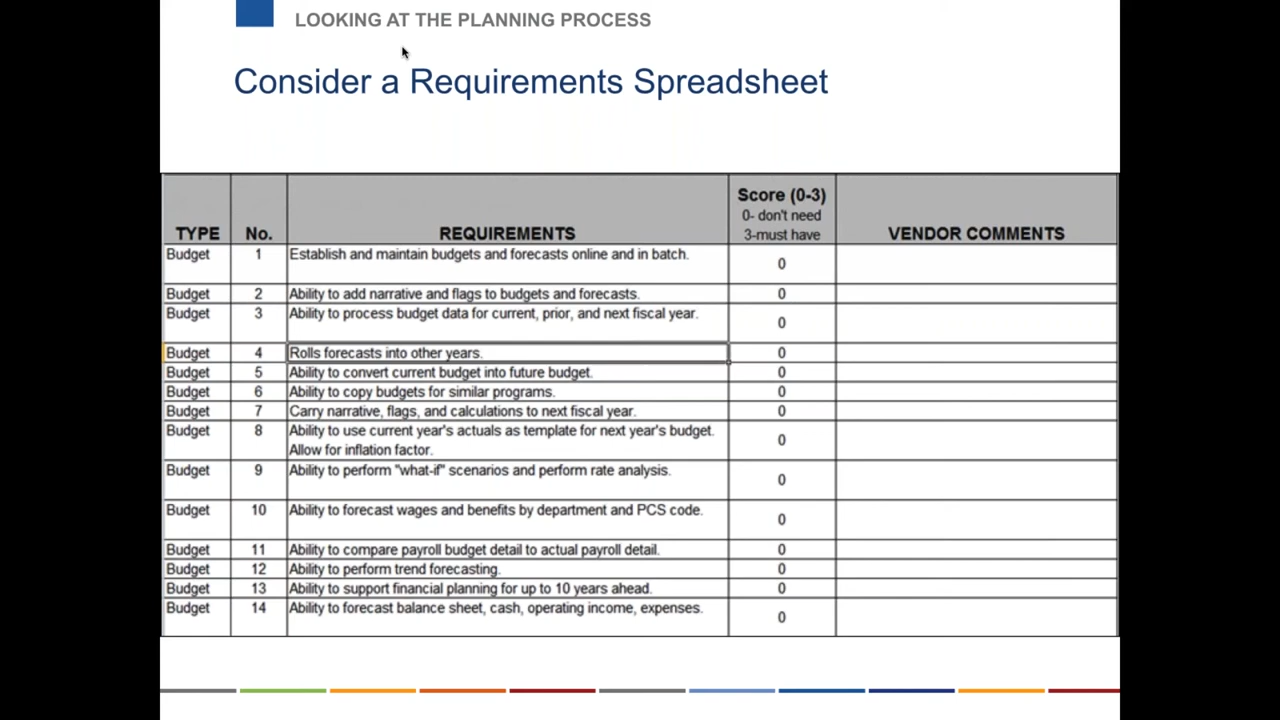 LOOKING AT THE PLANNING PROCESS
Consider a Requirements Spreadsheet
TYPE No. REQUIREMENTS Score (0-3) 0- don't need 3-must have VENDOR COMMENTS
Budget 1 Establish and maintain budgets and forecasts online and in batch. 0
Budget 2 Ability to add narrative and flags to budgets and forecasts. 0
Budget 3 Ability to process budget data for current, prior, and next fiscal year. 0
Budget 4 Rolls forecasts into other years. 0
Budget 5 Ability to convert current budget into future budget. 0
Budget 6 Ability to copy budgets for similar programs. 0
Budget 7 Carry narrative, flags, and calculations to next fiscal year. 0
Budget 8 Ability to use current year's actuals as template for next year's budget.
Allow for inflation factor. 0
Budget 9 Ability to perform "what-if" scenarios and perform rate analysis. 0
Budget 10 Ability to forecast wages and benefits by department and PCS code. 0
Budget 11 Ability to compare payroll budget detail to actual payroll detail. 0
Budget 12 Ability to perform trend forecasting. 0
Budget 13 Ability to support financial planning for up to 10 years ahead. 0
Budget 14 Ability to forecast balance sheet, cash, operating income, expenses. 0